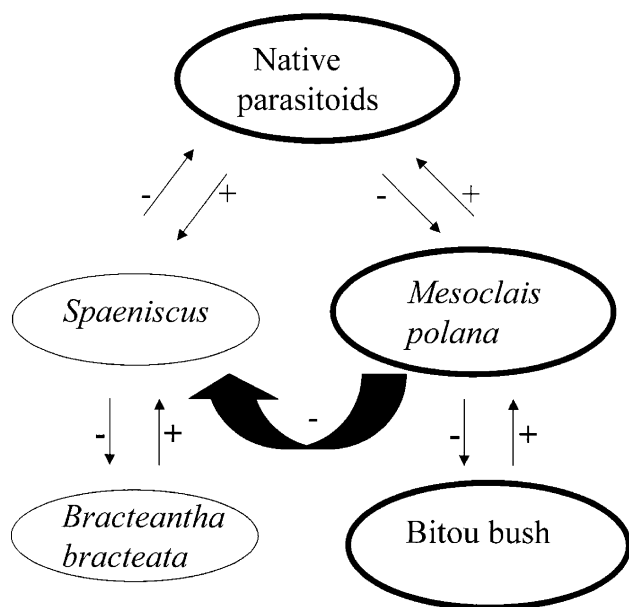 Native
parasitoids
-
+
-
+
Spaeniscus
Mesoclais
polana
-
+
-
-
+
Bracteantha
bracteata
Bitou bush